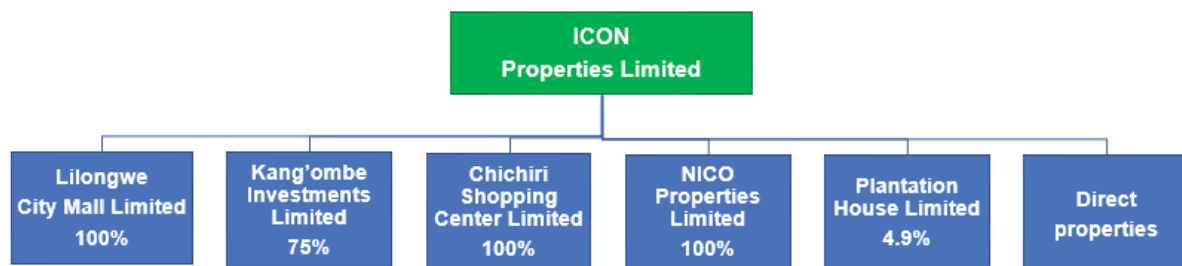 ICON
Properties Limited
Lilongwe
City Mall Limited
100%
Kang'ombe
Investments
Limited
75%
Chichiri
Shopping
Center Limited
100%
NICO
Properties
Limited
100%
Plantation
House Limited
4.9%
Direct
properties